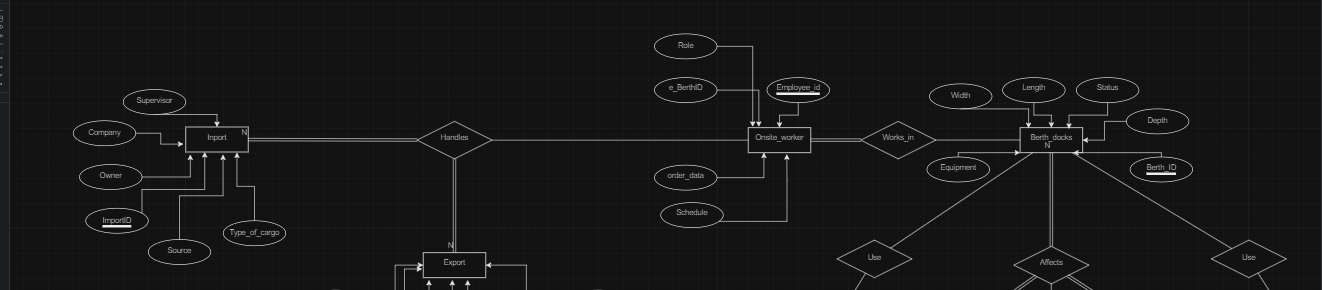 Role
Width
Length
Status
e_BerthID
Employee_id
Supervisor
Depth
Company
Import
N
Handles
Onsite_worker
Works_in
Berth_docks
N
Owner
order_data
Equipment
Berth_ID
ImportID
Schedule
Type_of_cargo
Source
N
Export
Use
Affects
Use